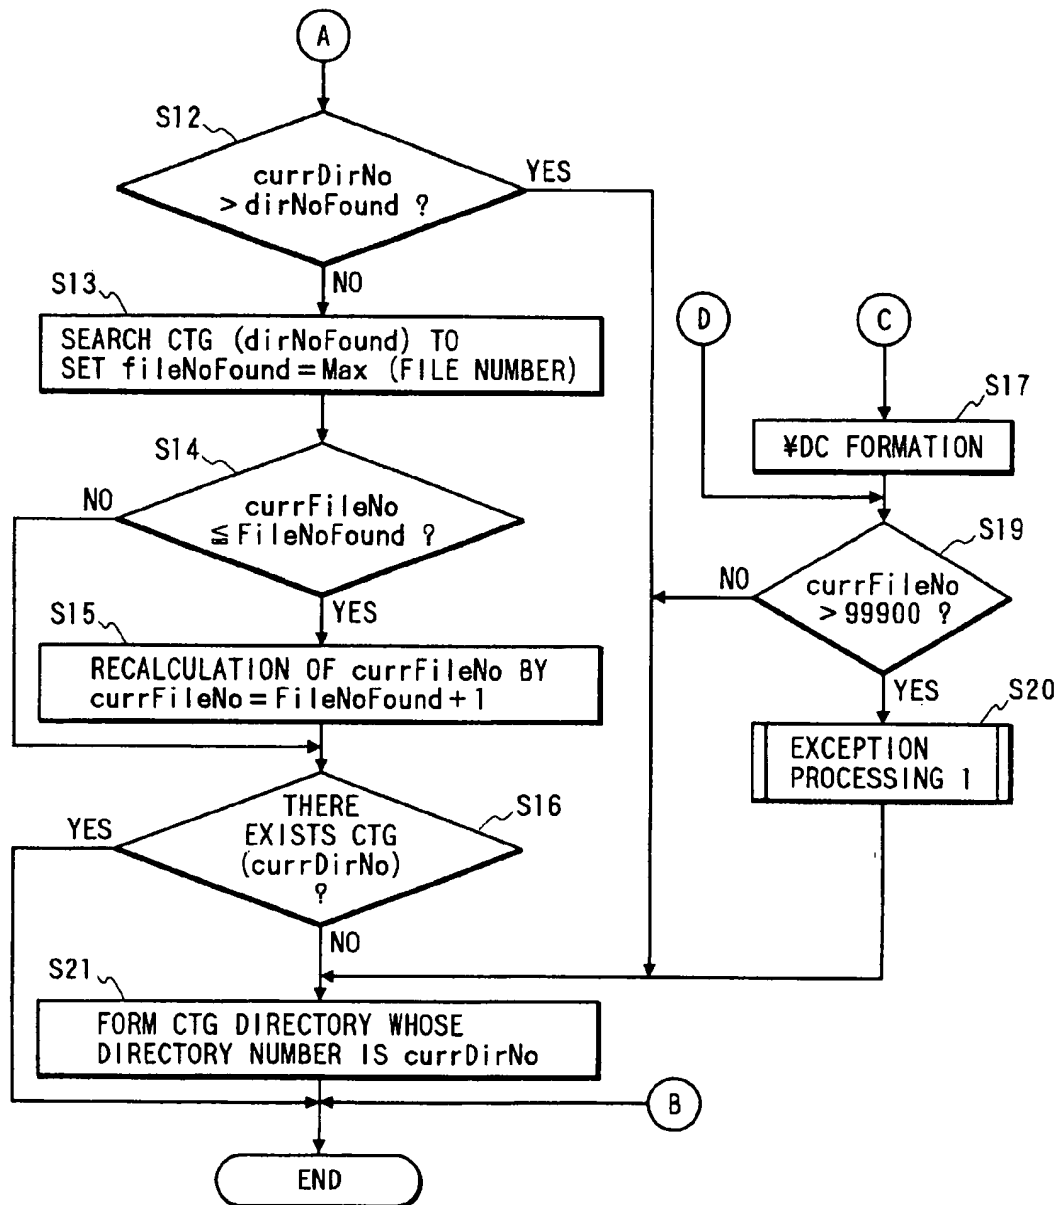 A
S12
currDirNo
> dirNoFound ?
YES
NO
S13
SEARCH CTG (dirNoFound) TO
SET fileNoFound = Max (FILE NUMBER)
D
C
S17
¥DC FORMATION
S14
NO
currFileNo
≦ FileNoFound ?
YES
S19
NO
currFileNo
> 99900 ?
YES
S15
RECALCULATION OF currFileNo BY
currFileNo = FileNoFound + 1
S20
EXCEPTION
PROCESSING 1
S16
YES
THERE
EXISTS CTG
(currDirNo)
?
NO
S21
FORM CTG DIRECTORY WHOSE
DIRECTORY NUMBER IS currDirNo
B
END